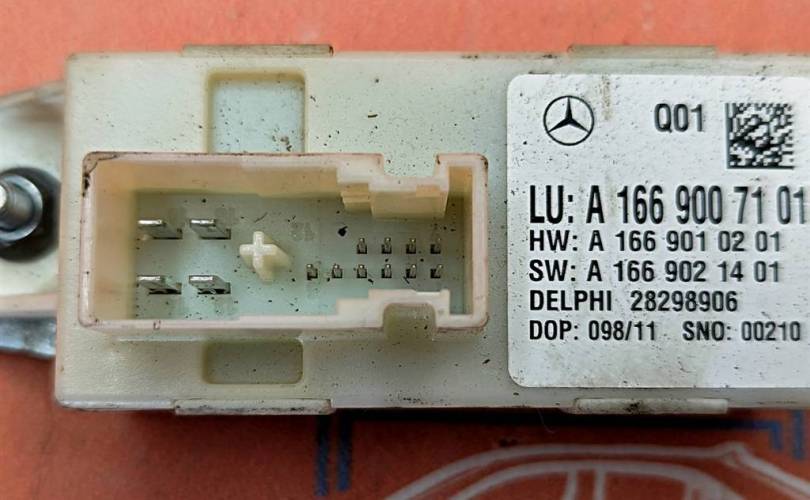 Q01
LU: A 166 900 71 01
HW: A 166 901 02 01
SW: A 166 902 14 01
DELPHI 28298906
DOP: 098/11 SNO: 00210